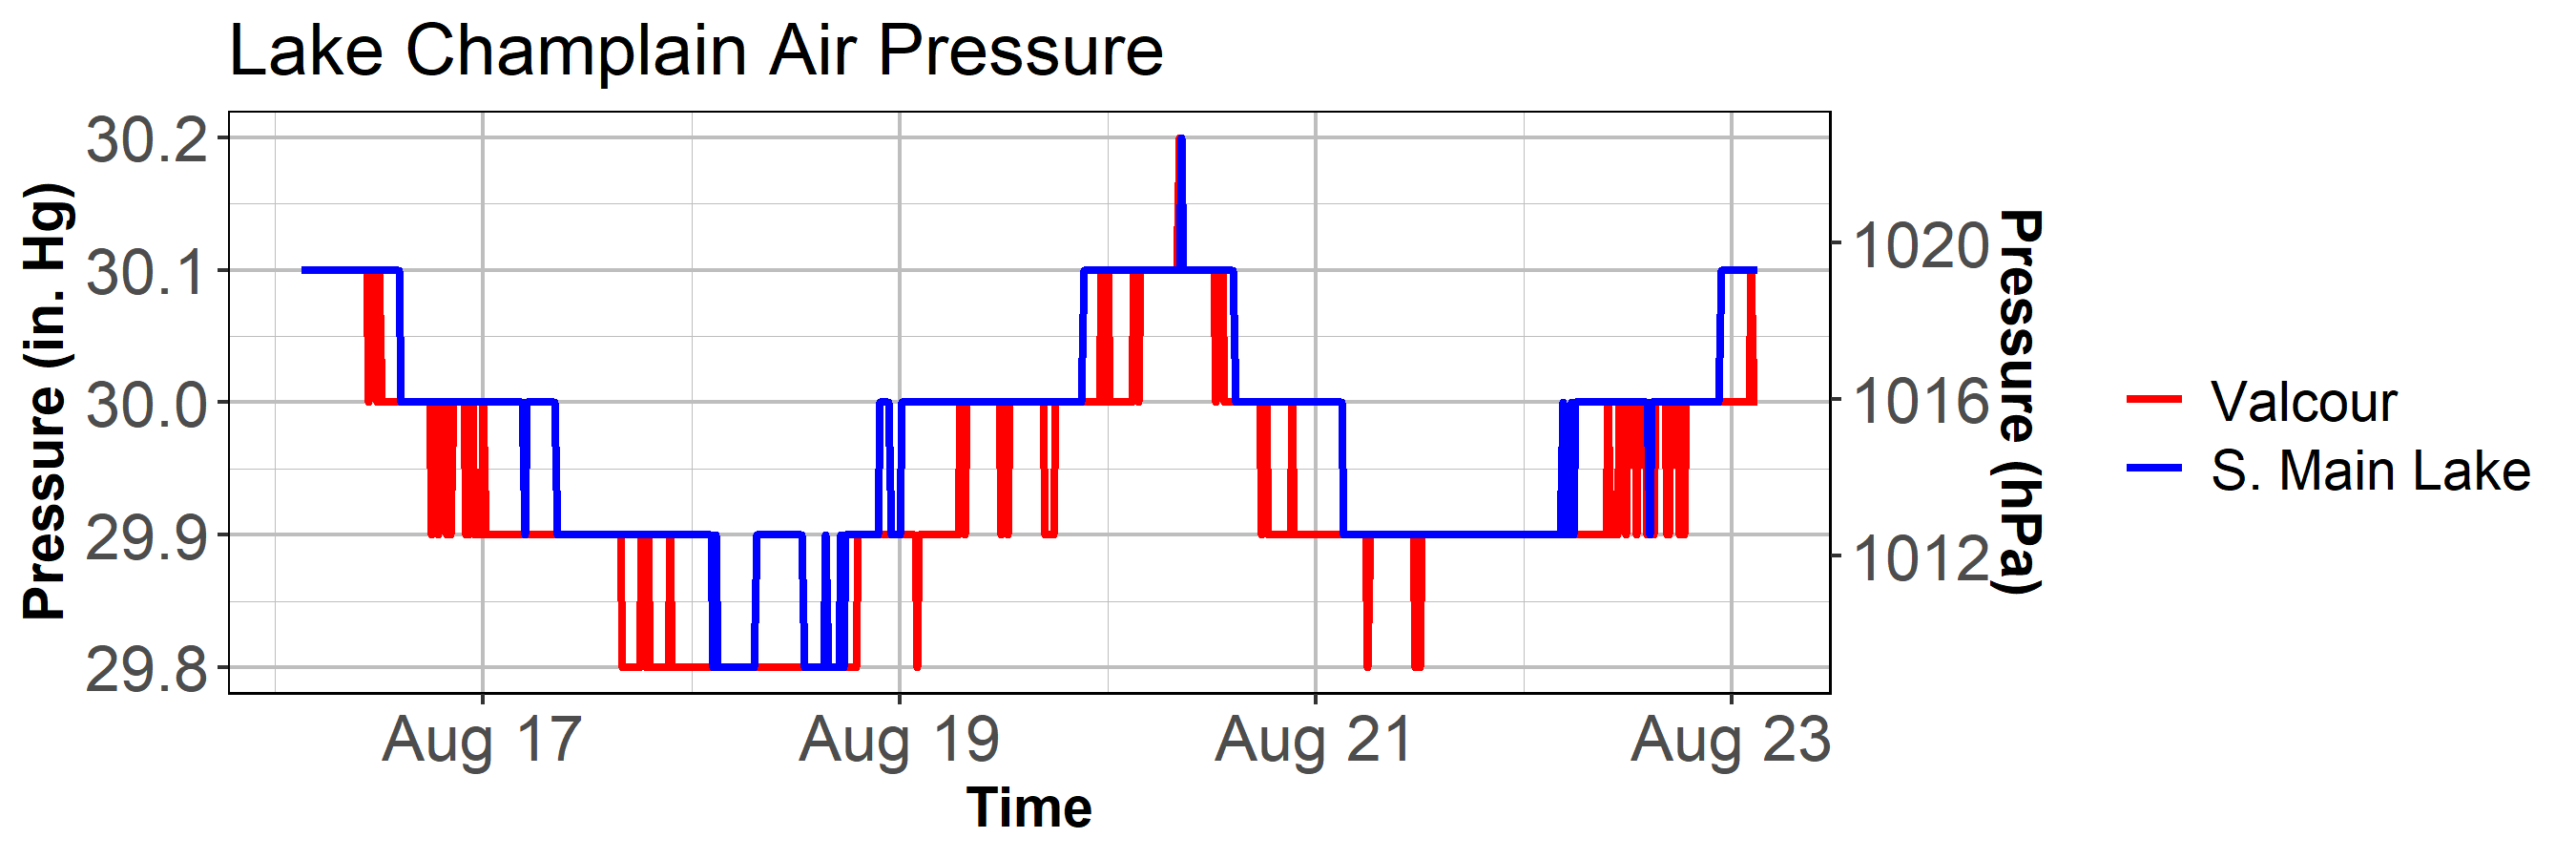 Lake Champlain Air Pressure
Pressure (in. Hg)
30.2
30.1
30.0
29.9
29.8
Aug 17
Aug 19
Aug 21
Aug 23
Time
1020
1016
1012
Pressure (hPa)
Valcour
S. Main Lake